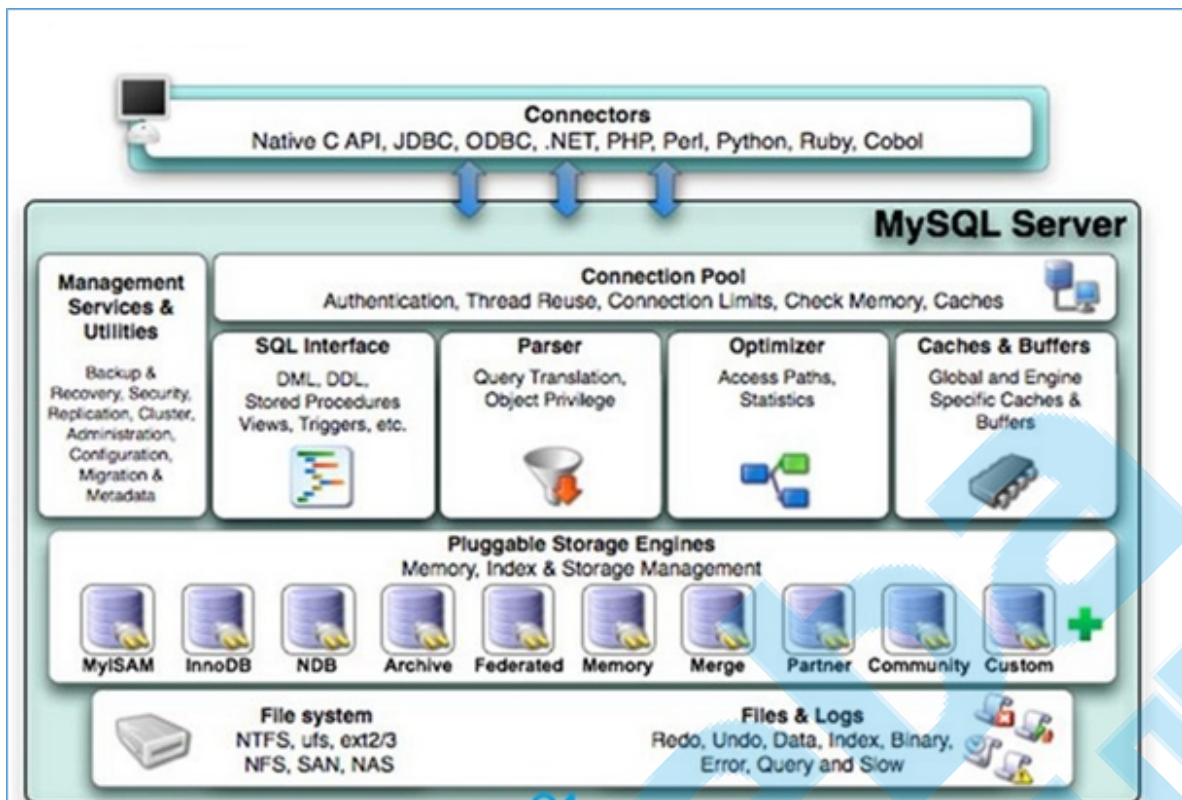 Connectors
Native C API, JDBC, ODBC, .NET, PHP, Perl, Python, Ruby, Cobol
MySQL Server
Management
Services &
Utilities
Backup &
Recovery, Security,
Replication, Cluster,
Administration,
Configuration,
Migration &
Metadata
Connection Pool
Authentication, Thread Reuse, Connection Limits, Check Memory, Caches
SQL Interface
DML, DDL,
Stored Procedures
Views, Triggers, etc.
Parser
Query Translation,
Object Privilege
Optimizer
Access Paths,
Statistics
Caches & Buffers
Global and Engine
Specific Caches &
Buffers
Pluggable Storage Engines
Memory, Index & Storage Management
MyISAM
InnoDB
NDB
Archive
Federated
Memory
Merge
Partner
Community
Custom
File system
NTFS, ufs, ext2/3
NFS, SAN, NAS
Files & Logs
Redo, Undo, Data, Index, Binary,
Error, Query and Slow